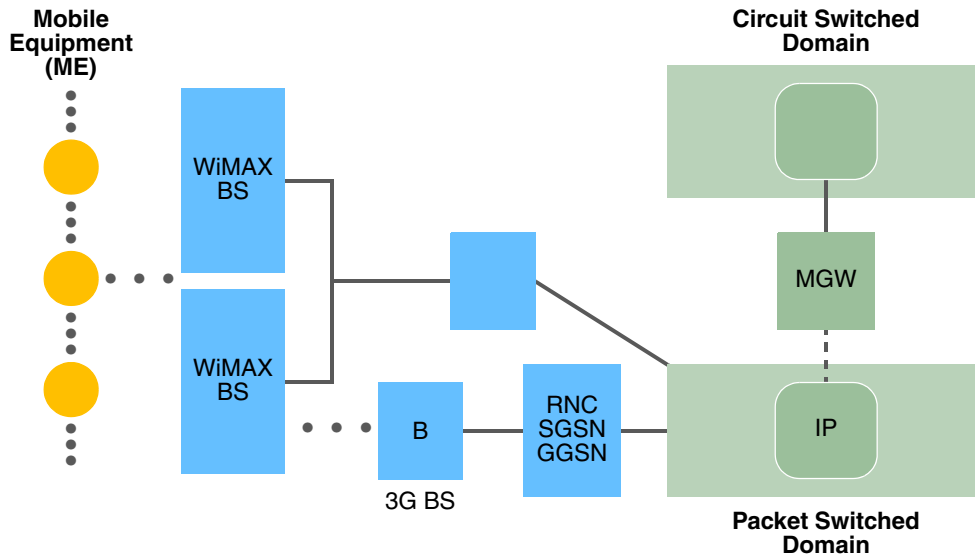 Mobile
Equipment
(ME)
Circuit Switched
Domain
WiMAX
BS
MGW
WiMAX
BS
B
RNC
SGSN
GGSN
IP
3G BS
Packet Switched
Domain